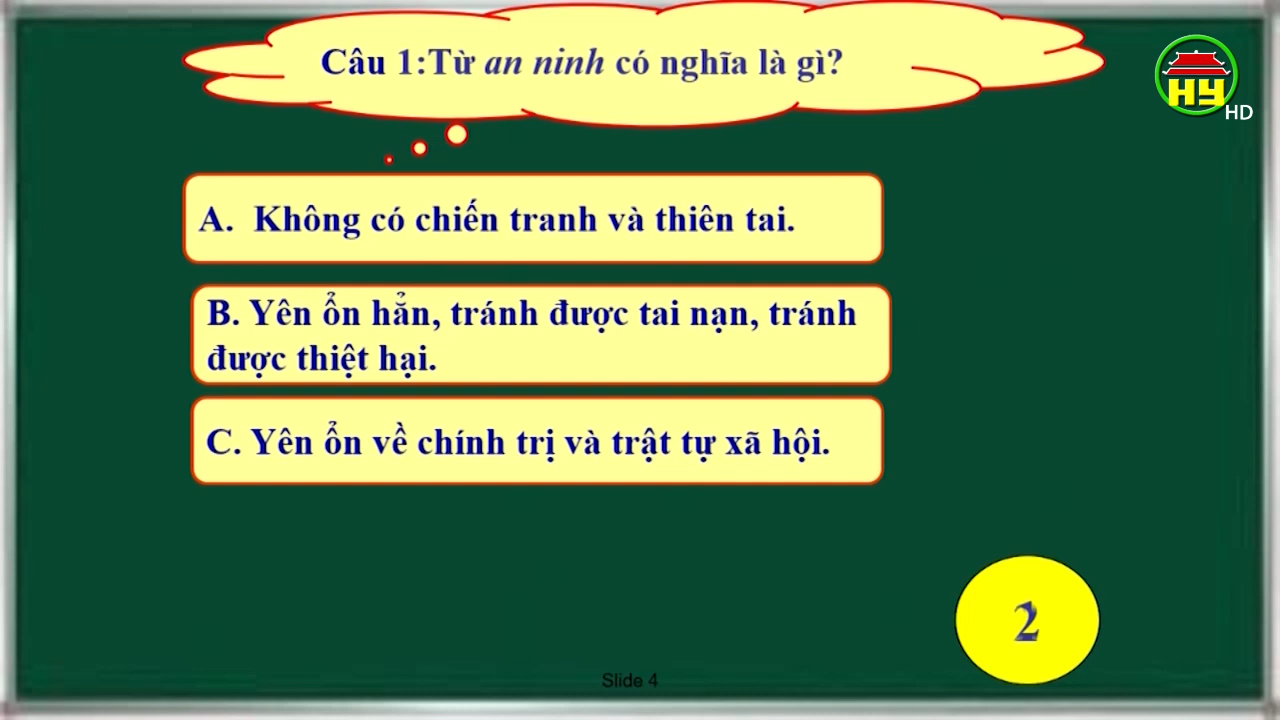 Câu 1:Từ an ninh có nghĩa là gì?
HY
HD
A. Không có chiến tranh và thiên tai.
B. Yên ổn hẳn, tránh được tai nạn, tránh
được thiệt hại.
C. Yên ổn về chính trị và trật tự xã hội.
2
Slide 4